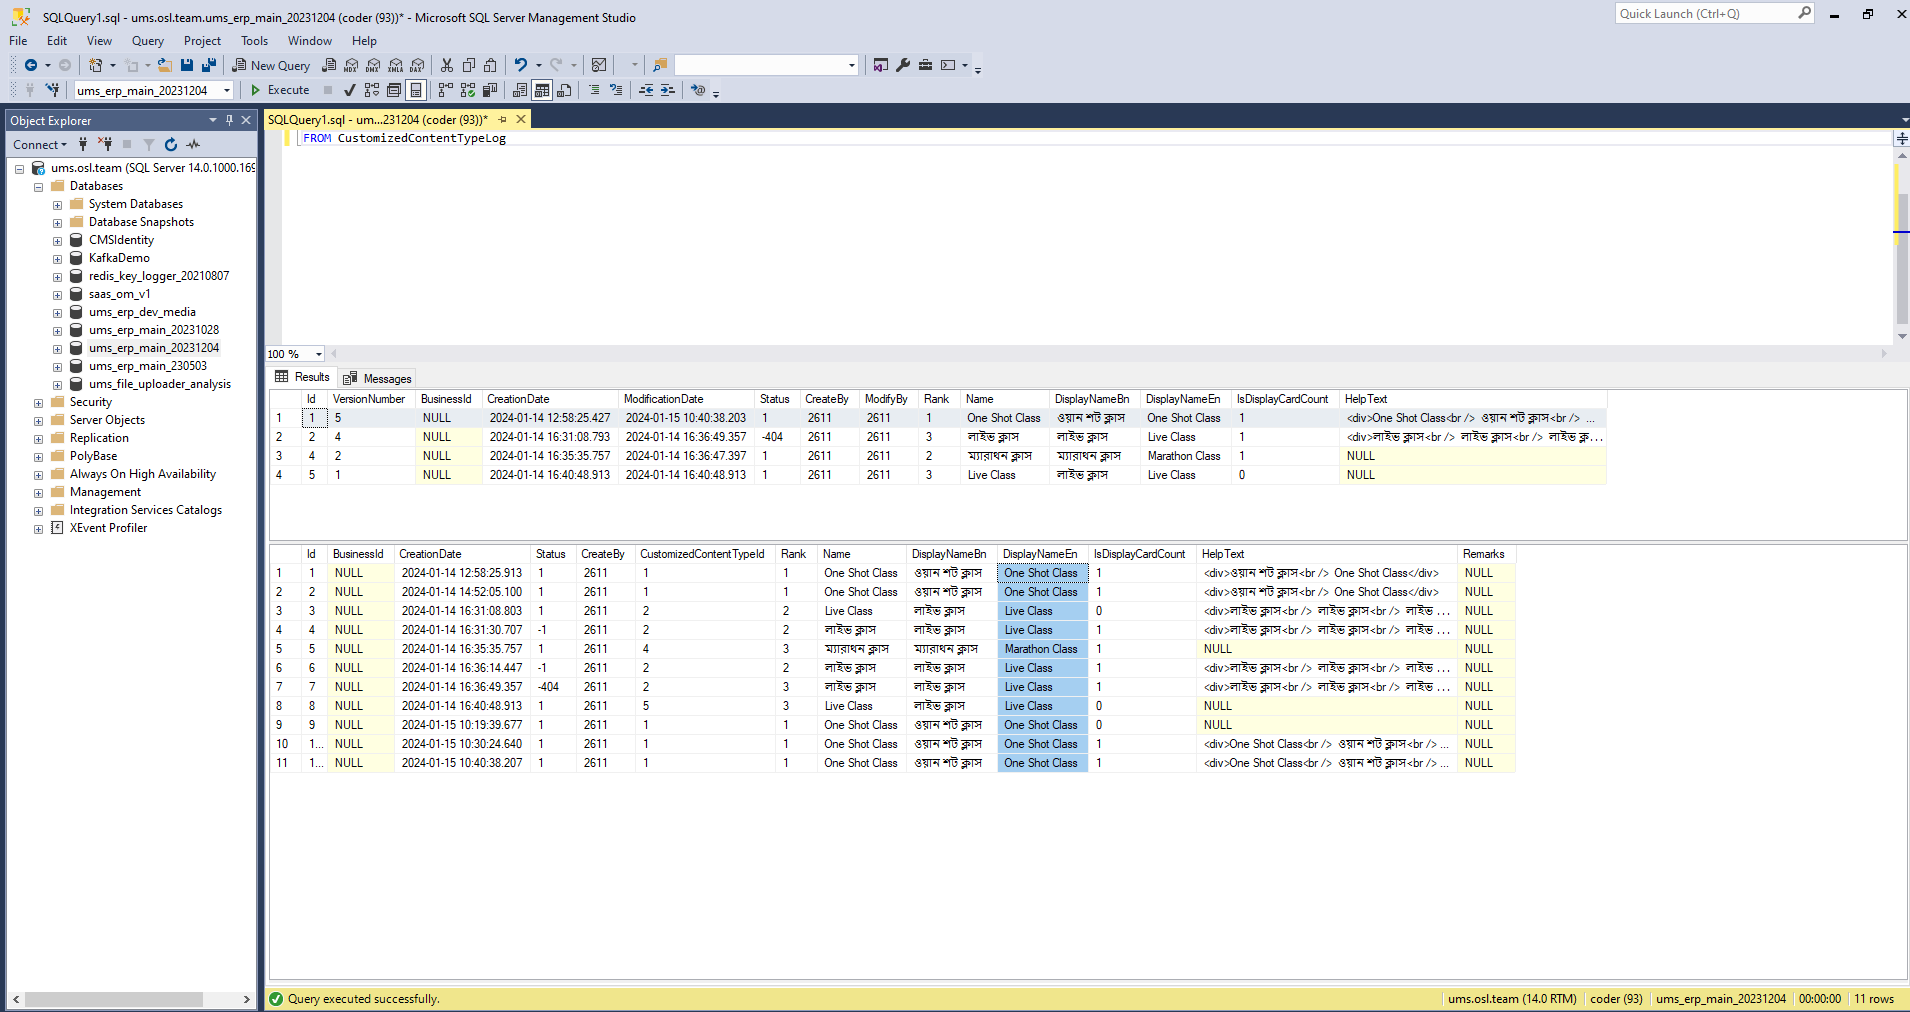 SQLQuery1.sql - ums.osl.team.ums_erp_main_20231204 (coder (93))* - Microsoft SQL Server Management Studio
Quick Launch (Ctrl+Q)
File Edit View Query Project Tools Window Help
New Query MDX DMX XMLA DAX
ums_erp_main_20231204 Execute
Object Explorer
SQLQuery1.sql - um...231204 (coder (93))*
Connect
FROM CustomizedContentTypeLog
ums.osl.team (SQL Server 14.0.1000.169
Databases
System Databases
Database Snapshots
CMSIdentity
KafkaDemo
redis_key_logger_20210807
saas_om_v1
ums_erp_dev_media
ums_erp_main_20231028
ums_erp_main_20231204
ums_erp_main_230503
ums_file_uploader_analysis
Security
Server Objects
Replication
PolyBase
Always On High Availability
Management
Integration Services Catalogs
XEvent Profiler
100 %
Results Messages
Id VersionNumber BusinessId CreationDate ModificationDate Status CreateBy ModifyBy Rank Name DisplayNameBn DisplayNameEn IsDisplayCardCount HelpText
1 1 5 NULL 2024-01-14 12:58:25.427 2024-01-15 10:40:38.203 1 2611 2611 1 One Shot Class ওয়ান শট ক্লাস One Shot Class 1 <div>One Shot Class<br /> ওয়ান শট ক্লাস<br /> ...
2 2 4 NULL 2024-01-14 16:31:08.793 2024-01-14 16:36:49.357 -404 2611 2611 3 লাইভ ক্লাস লাইভ ক্লাস Live Class 1 <div>লাইভ ক্লাস<br /> লাইভ ক্লাস<br /> লাইভ ক্ল...
3 4 2 NULL 2024-01-14 16:35:35.757 2024-01-14 16:36:47.397 1 2611 2611 2 ম্যারাথন ক্লাস ম্যারাথন ক্লাস Marathon Class 1 NULL
4 5 1 NULL 2024-01-14 16:40:48.913 2024-01-14 16:40:48.913 1 2611 2611 3 Live Class লাইভ ক্লাস Live Class 0 NULL
Id BusinessId CreationDate Status CreateBy CustomizedContentTypeId Rank Name DisplayNameBn DisplayNameEn IsDisplayCardCount HelpText Remarks
1 1 NULL 2024-01-14 12:58:25.913 1 2611 1 1 One Shot Class ওয়ান শট ক্লাস One Shot Class 1 <div>ওয়ান শট ক্লাস<br /> One Shot Class</div> NULL
2 2 NULL 2024-01-14 14:52:05.100 1 2611 1 1 One Shot Class ওয়ান শট ক্লাস One Shot Class 1 <div>ওয়ান শট ক্লাস<br /> One Shot Class</div> NULL
3 3 NULL 2024-01-14 16:31:08.803 1 2611 2 2 Live Class লাইভ ক্লাস Live Class 0 <div>লাইভ ক্লাস<br /> লাইভ ক্লাস<br /> লাইভ ... NULL
4 4 NULL 2024-01-14 16:31:30.707 -1 2611 2 2 লাইভ ক্লাস লাইভ ক্লাস Live Class 1 <div>লাইভ ক্লাস<br /> লাইভ ক্লাস<br /> লাইভ ... NULL
5 5 NULL 2024-01-14 16:35:35.757 1 2611 4 3 ম্যারাথন ক্লাস ম্যারাথন ক্লাস Marathon Class 1 NULL NULL
6 6 NULL 2024-01-14 16:36:14.447 -1 2611 2 2 লাইভ ক্লাস লাইভ ক্লাস Live Class 1 <div>লাইভ ক্লাস<br /> লাইভ ক্লাস<br /> লাইভ ... NULL
7 7 NULL 2024-01-14 16:36:49.357 -404 2611 2 3 লাইভ ক্লাস লাইভ ক্লাস Live Class 1 <div>লাইভ ক্লাস<br /> লাইভ ক্লাস<br /> লাইভ ... NULL
8 8 NULL 2024-01-14 16:40:48.913 1 2611 5 3 Live Class লাইভ ক্লাস Live Class 0 NULL NULL
9 9 NULL 2024-01-15 10:19:39.677 1 2611 1 1 One Shot Class ওয়ান শট ক্লাস One Shot Class 0 NULL NULL
10 1... NULL 2024-01-15 10:30:24.640 1 2611 1 1 One Shot Class ওয়ান শট ক্লাস One Shot Class 1 <div>One Shot Class<br /> ওয়ান শট ক্লাস<br /> ... NULL
11 1... NULL 2024-01-15 10:40:38.207 1 2611 1 1 One Shot Class ওয়ান শট ক্লাস One Shot Class 1 <div>One Shot Class<br /> ওয়ান শট ক্লাস<br /> ... NULL
Query executed successfully. ums.osl.team (14.0 RTM) coder (93) ums_erp_main_20231204 00:00:00 11 rows